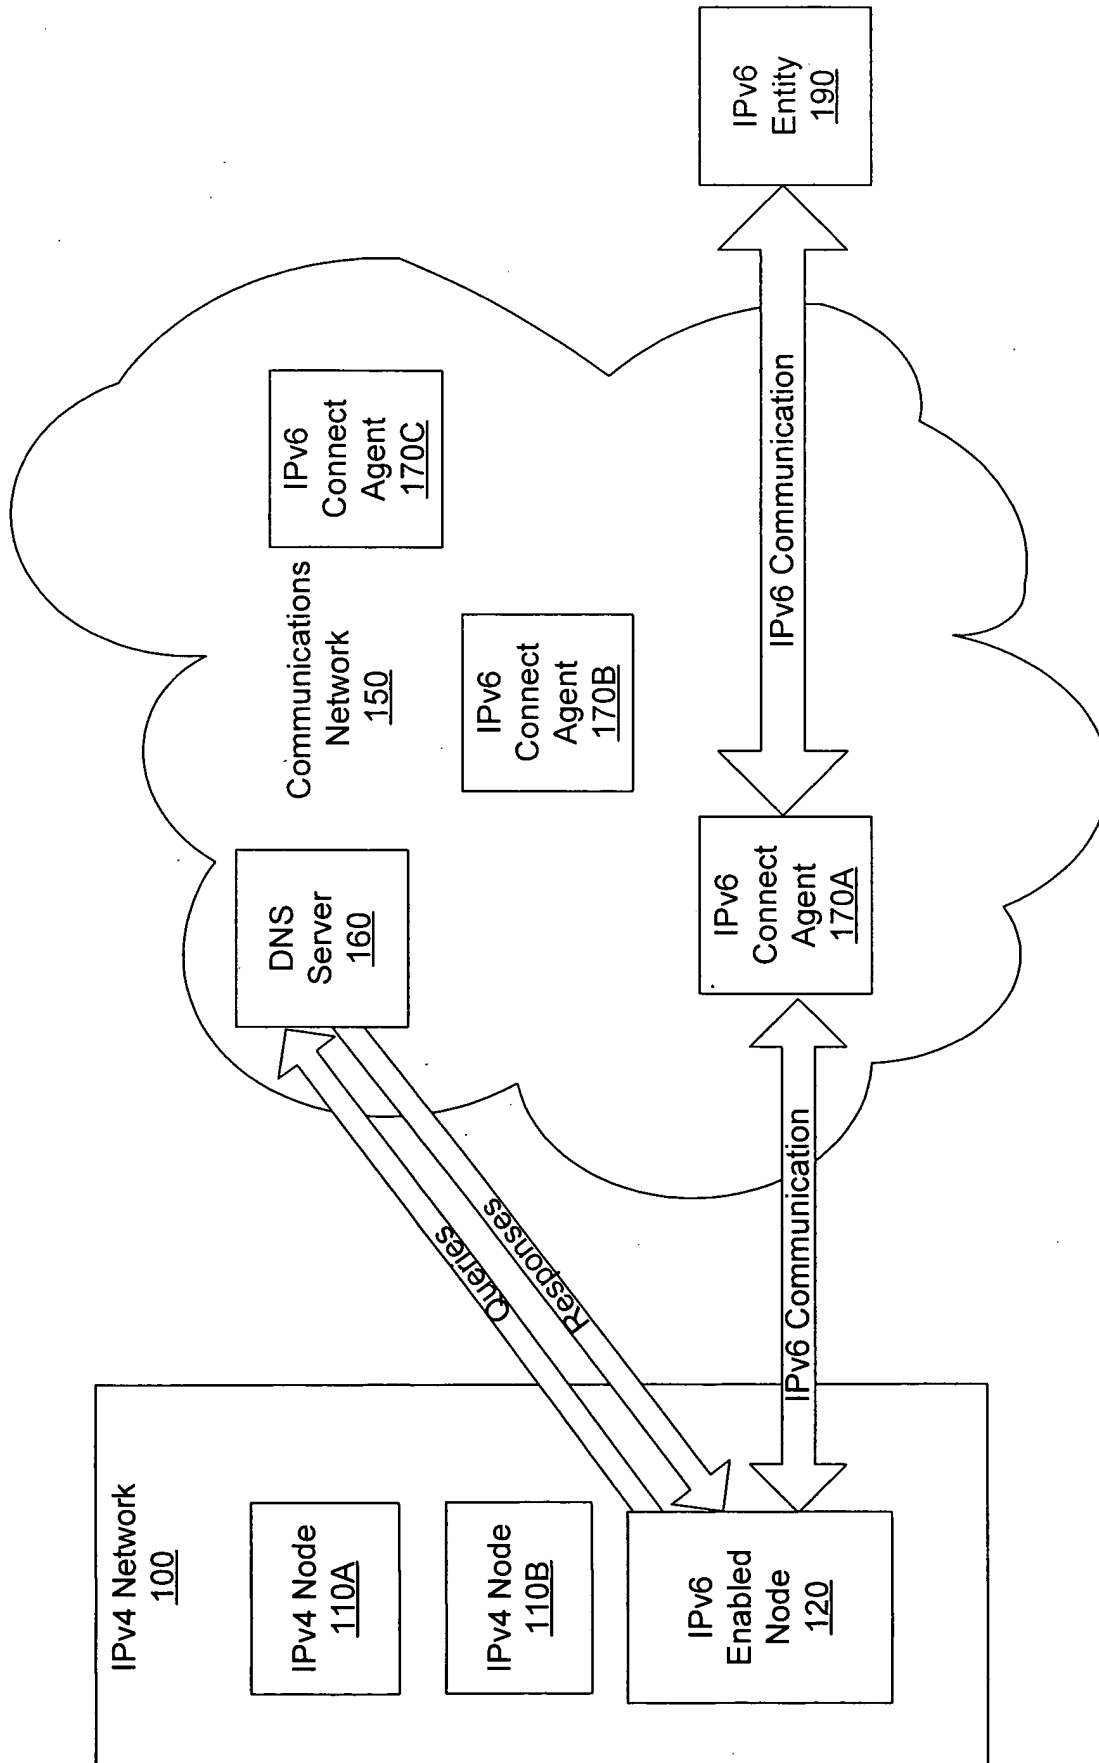 IPv4 Network
100
IPv4 Node
110A
IPv4 Node
110B
IPv6
Enabled
Node
120
Queries
Responses
IPv6 Communication
DNS
Server
160
Communications
Network
150
IPv6
Connect
Agent
170A
IPv6
Connect
Agent
170B
IPv6
Connect
Agent
170C
IPv6 Communication
IPv6
Entity
190